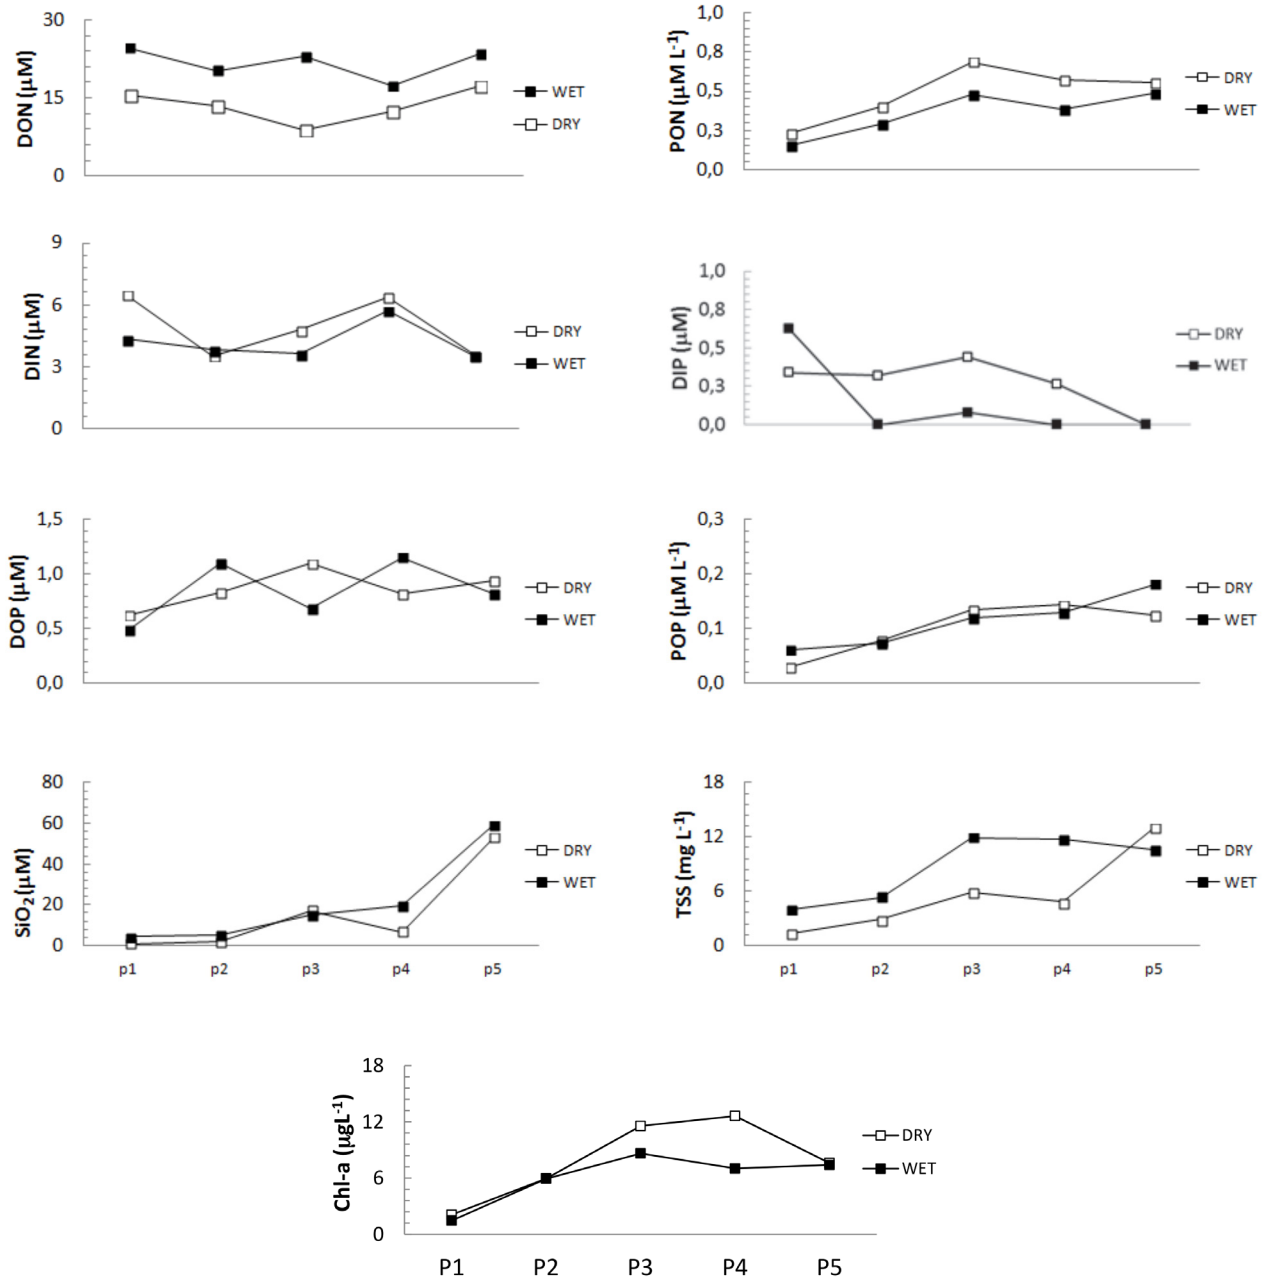 30
15
0
DON (µM)
WET
DRY
1,0
0,8
0,5
0,3
0,0
PON (µM L-1)
DRY
WET
9
6
3
0
DIN (µM)
DRY
WET
1,0
0,8
0,5
0,3
0,0
DIP (µM)
DRY
WET
1,5
1,0
0,5
0,0
DOP (µM)
DRY
WET
0,3
0,2
0,1
0,0
POP (µM L-1)
DRY
WET
80
60
40
20
0
SiO2(µM)
DRY
WET
p1 p2 p3 p4 p5
18
12
6
0
TSS (mg L-1)
DRY
WET
p1 p2 p3 p4 p5
18
12
6
0
Chl-a (µgL-1)
DRY
WET
P1 P2 P3 P4 P5